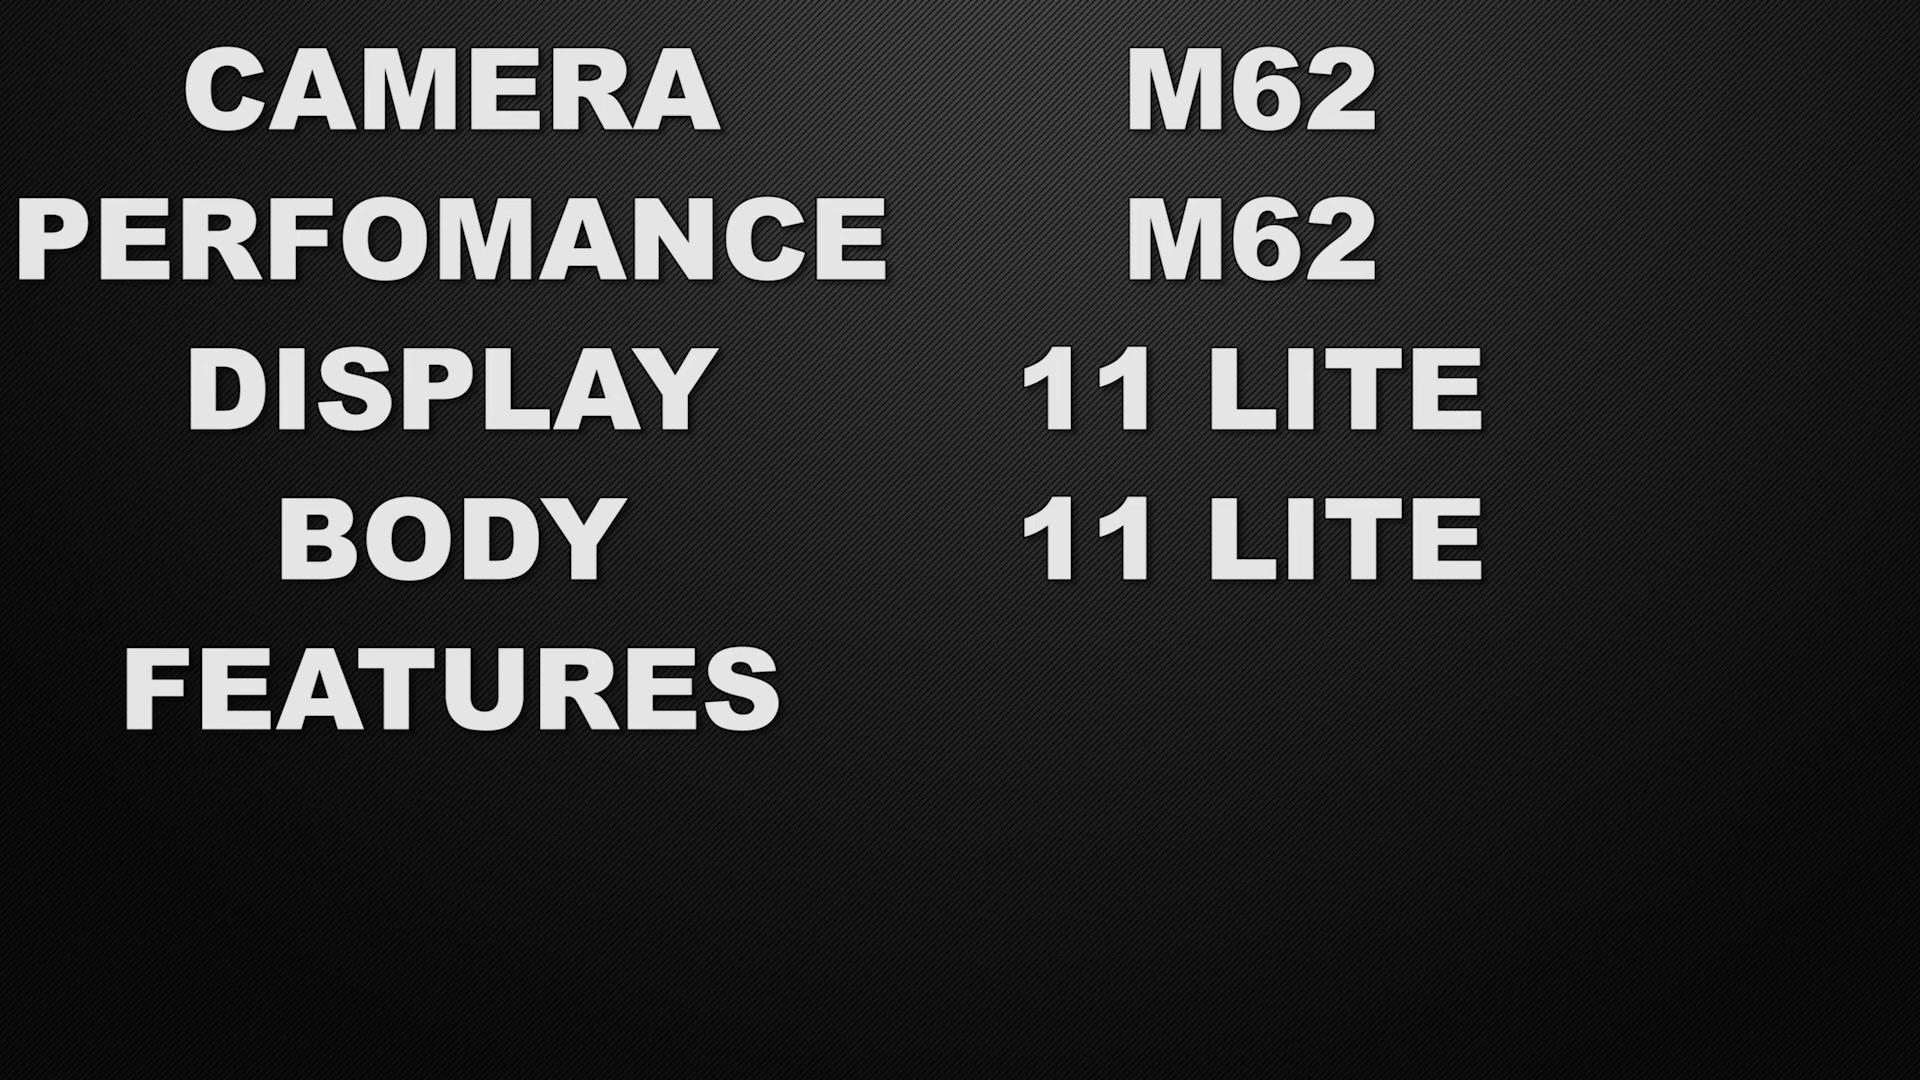 CAMERA M62
PERFOMANCE M62
DISPLAY 11 LITE
BODY 11 LITE
FEATURES